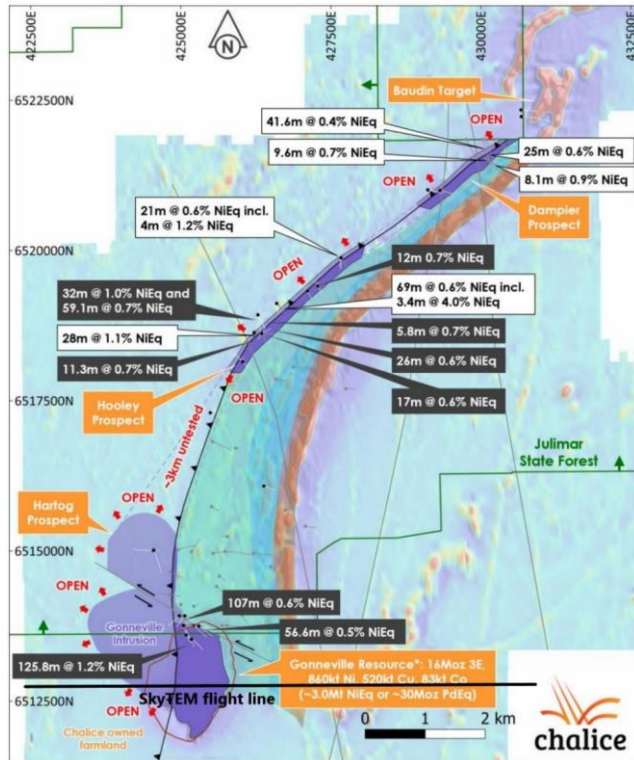 422500E
425000E
427500E
430000E
432500E
N
6522500N
Baudin Target
OPEN
41.6m @ 0.4% NiEq
9.6m @ 0.7% NiEq
25m @ 0.6% NiEq
8.1m @ 0.9% NiEq
OPEN
Dampier
Prospect
21m @ 0.6% NiEq incl.
4m @ 1.2% NiEq
6520000N
OPEN
12m 0.7% NiEq
32m @ 1.0% NiEq and
59.1m @ 0.7% NiEq
69m @ 0.6% NiEq incl.
3.4m @ 4.0% NiEq
28m @ 1.1% NiEq
5.8m @ 0.7% NiEq
11.3m @ 0.7% NiEq
26m @ 0.6% NiEq
17m @ 0.6% NiEq
OPEN
Hooley
Prospect
6517500N
~3km untested
Julimar
State Forest
Hartog
Prospect
OPEN
6515000N
OPEN
Gonneville
Intrusion
107m @ 0.6% NiEq
56.6m @ 0.5% NiEq
125.8m @ 1.2% NiEq
Gonneville Resource*: 16Moz 3E,
860kt Ni, 520kt Cu, 83kt Co
(~3.0Mt NiEq or ~30Moz PdEq)
SkyTEM flight line
6512500N
OPEN
Chalice owned
farmland
0 1 2 km
chalice